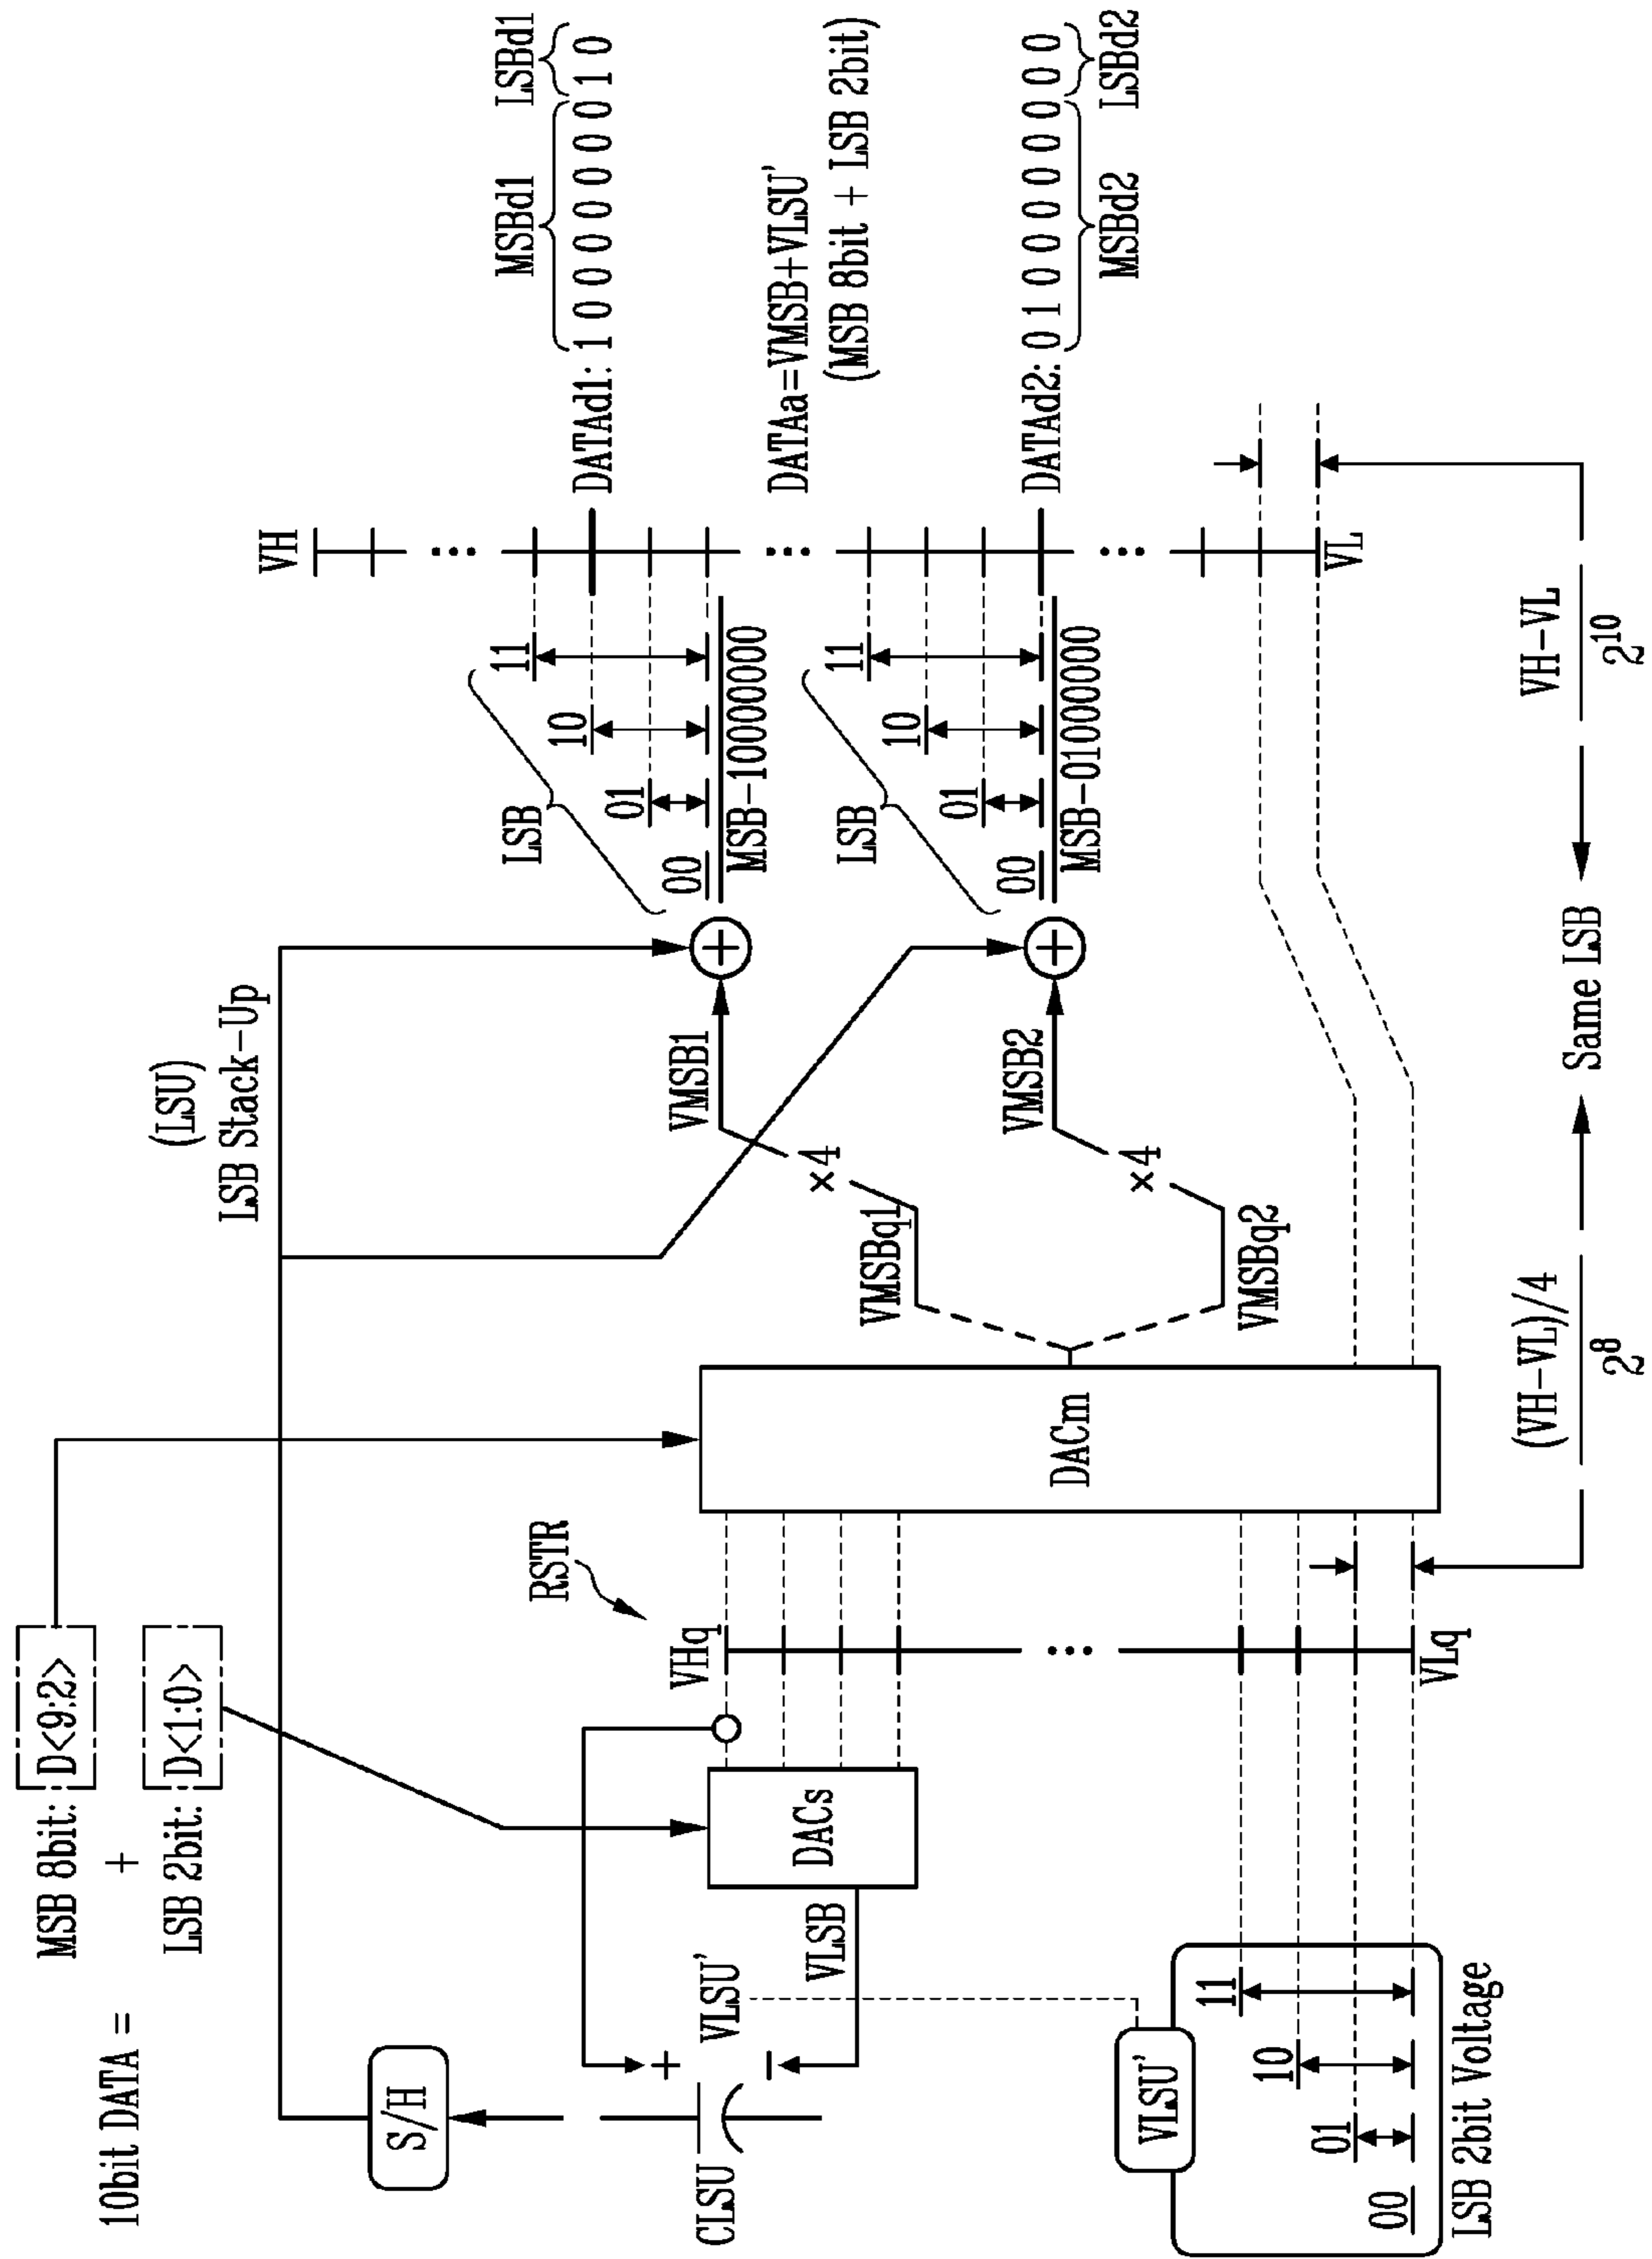 10bit DATA =
MSB 8bit: D<9:2>
+
LSB 2bit: D<1:0>
(LSU)
LSB Stack-Up
S/H
CLSU
+
VLSU'
−
VLSB
DACs
RSTR
VHq
...
VLq
DACm
VMSBq1
×4
VMSB1
+
VMSBq2
×4
VMSB2
+
LSB
00
01
10
11
MSB-10000000
LSB
00
01
10
11
MSB-01000000
VH
...
...
...
VL
MSBd1
LSBd1
DATAd1: 1 0 0 0 0 0 0 0 1 0
DATAa=VMSB+VLSU'
(MSB 8bit + LSB 2bit)
DATAd2: 0 1 0 0 0 0 0 0 0 0
MSBd2
LSBd2
VLSU'
00
01
10
11
LSB 2bit Voltage
(VH-VL)/4
2^8
Same LSB
VH-VL
2^10